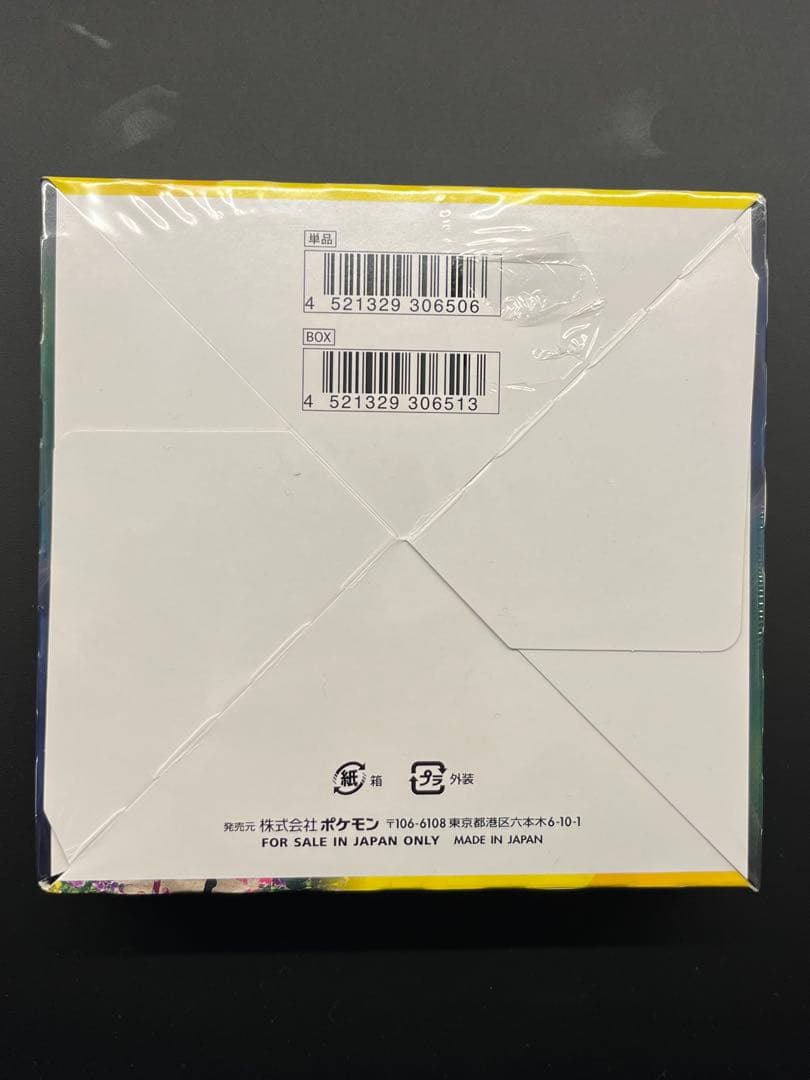 単品
4 521329 306506
BOX
4 521329 306513
紙 箱
プラ 外装
発売元 株式会社 ポケモン 〒106-6108 東京都港区六本木6-10-1
FOR SALE IN JAPAN ONLY MADE IN JAPAN